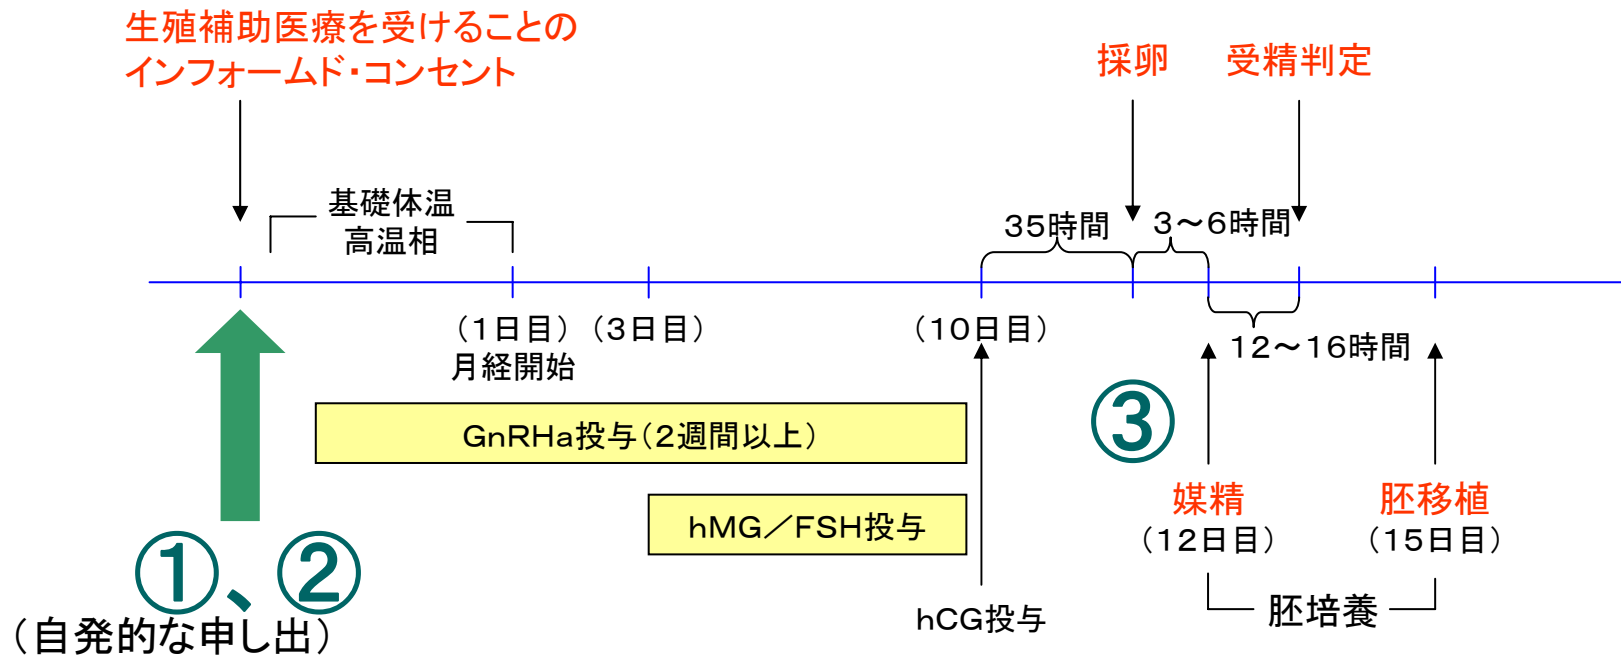 生殖補助医療を受けることの
インフォームド・コンセント
採卵
受精判定
基礎体温
高温相
35時間
3～6時間
（1日目）
月経開始
（3日目）
（10日目）
12～16時間
GnRHa投与（2週間以上）
③
hMG／FSH投与
媒精
（12日目）
胚移植
（15日目）
①、②
（自発的な申し出）
hCG投与
胚培養